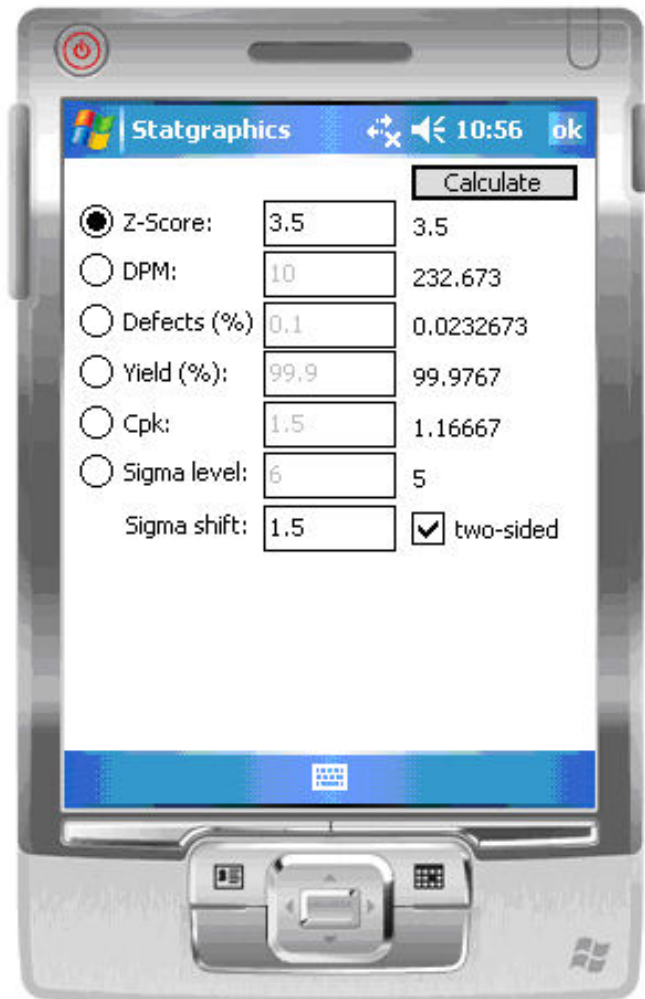 Statgraphics 10:56 ok
Calculate
Z-Score: 3.5 3.5
DPM: 10 232.673
Defects (%) 0.1 0.0232673
Yield (%): 99.9 99.9767
Cpk: 1.5 1.16667
Sigma level: 6 5
Sigma shift: 1.5 two-sided